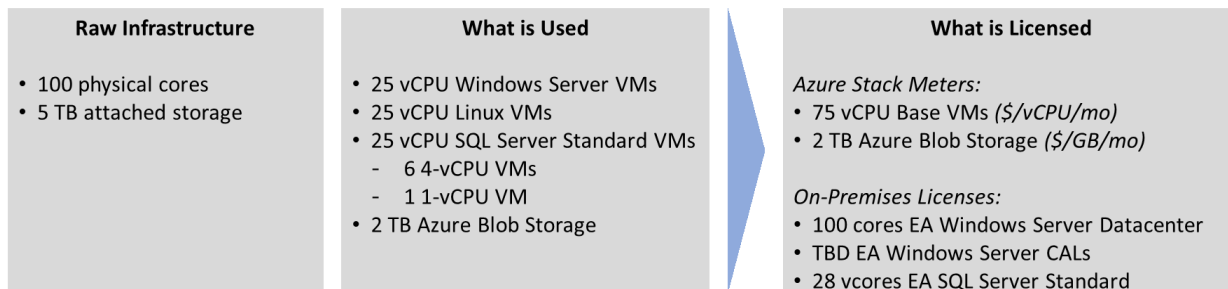 Raw Infrastructure
• 100 physical cores
• 5 TB attached storage
What is Used
• 25 vCPU Windows Server VMs
• 25 vCPU Linux VMs
• 25 vCPU SQL Server Standard VMs
- 6 4-vCPU VMs
- 1 1-vCPU VM
• 2 TB Azure Blob Storage
What is Licensed
Azure Stack Meters:
• 75 vCPU Base VMs ($/vCPU/mo)
• 2 TB Azure Blob Storage ($/GB/mo)
On-Premises Licenses:
• 100 cores EA Windows Server Datacenter
• TBD EA Windows Server CALs
• 28 vcores EA SQL Server Standard